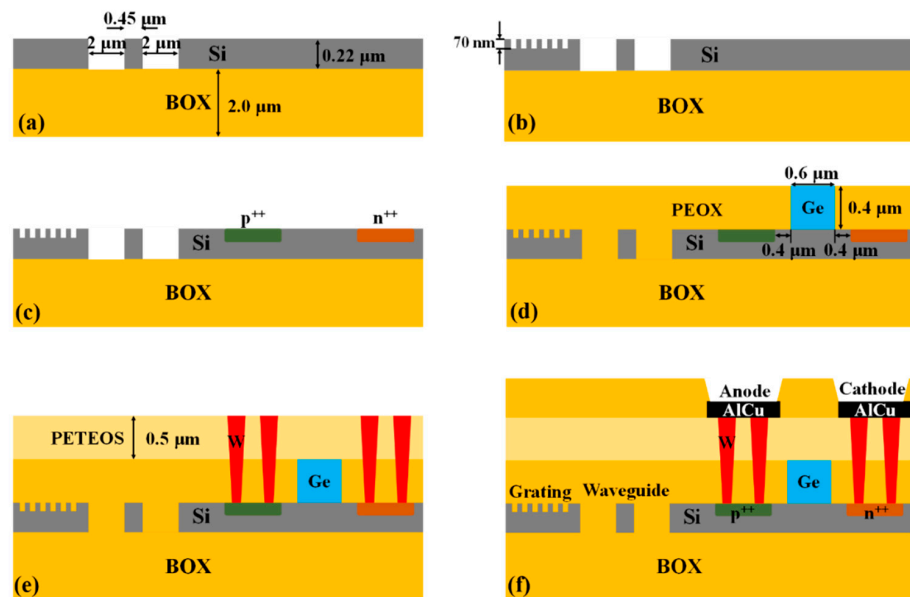 0.45 μm
2 μm
2 μm
Si
0.22 μm
BOX
2.0 μm
(a)
70 nm
Si
BOX
(b)
p++
n++
Si
BOX
(c)
0.6 μm
PEOX
Ge
0.4 μm
Si
0.4 μm
0.4 μm
BOX
(d)
PETEOS
0.5 μm
W
Ge
Si
BOX
(e)
Anode
Cathode
AlCu
AlCu
W
Ge
Grating
Waveguide
Si
p++
n++
BOX
(f)